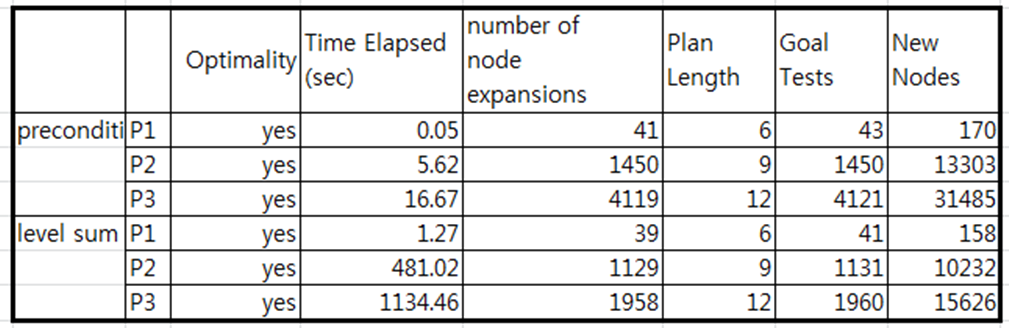 Optimality Time Elapsed (sec) number of node expansions Plan Length Goal Tests New Nodes
preconditi P1 yes 0.05 41 6 43 170
P2 yes 5.62 1450 9 1450 13303
P3 yes 16.67 4119 12 4121 31485
level sum P1 yes 1.27 39 6 41 158
P2 yes 481.02 1129 9 1131 10232
P3 yes 1134.46 1958 12 1960 15626